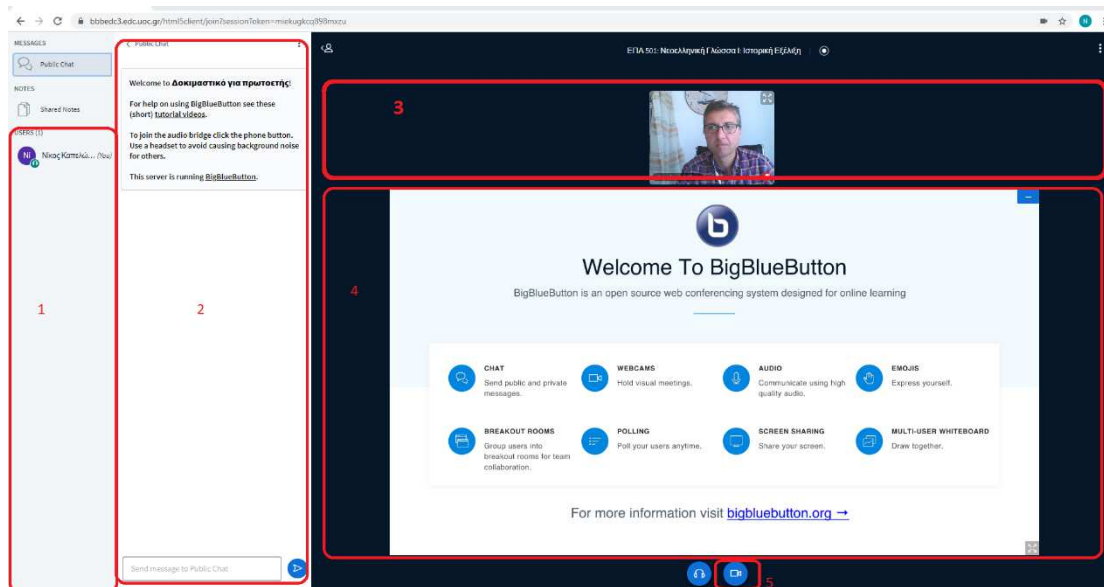 bbbedc3.edc.uoc.gr/html5client/join?sessionToken=miekugkcq898mxzu
MESSAGES
Public Chat
NOTES
Shared Notes
USERS (1)
Ni
(You)
1
Public Chat
Welcome to Δοκιμαστικό για πρωτοετής!
For help on using BigBlueButton see these
(short) tutorial videos.
To join the audio bridge click the phone button.
Use a headset to avoid causing background noise
for others.
This server is running BigBlueButton.
2
Send message to Public Chat
ΕΠΑ 501: Νεοελληνική Γλώσσα I: Ιστορική Εξέλιξη
3
4
Welcome To BigBlueButton
BigBlueButton is an open source web conferencing system designed for online learning
CHAT
Send public and private
messages.
WEBCAMS
Hold visual meetings.
AUDIO
Communicate using high
quality audio.
EMOJIS
Express yourself.
BREAKOUT ROOMS
Group users into
breakout rooms for team
collaboration.
POLLING
Poll your users anytime.
SCREEN SHARING
Share your screen.
MULTI-USER WHITEBOARD
Draw together.
For more information visit bigbluebutton.org →
5